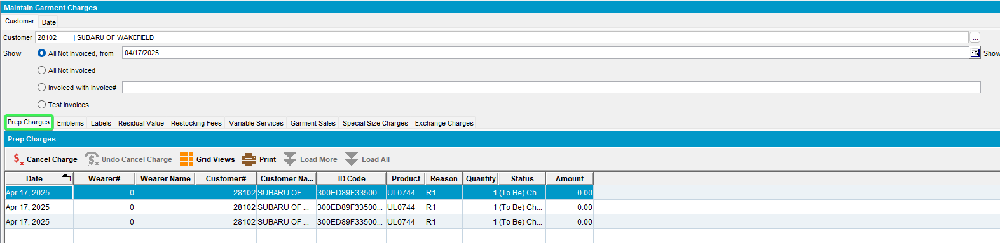 Maintain Garment Charges
Customer Date
Customer 28102 | SUBARU OF WAKEFIELD ...
Show All Not Invoiced, from 04/17/2025 16 Show
All Not Invoiced
Invoiced with Invoice#
Test invoices
Prep Charges Emblems Labels Residual Value Restocking Fees Variable Services Garment Sales Special Size Charges Exchange Charges
Prep Charges
Cancel Charge Undo Cancel Charge Grid Views Print Load More Load All
Date 1 Wearer# Wearer Name Customer# Customer Na... ID Code Product Reason Quantity Status Amount
Apr 17, 2025 0 28102 SUBARU OF ... 300ED89F33500... UL0744 R1 1 (To Be) Ch... 0.00
Apr 17, 2025 0 28102 SUBARU OF ... 300ED89F33500... UL0744 R1 1 (To Be) Ch... 0.00
Apr 17, 2025 0 28102 SUBARU OF ... 300ED89F33500... UL0744 R1 1 (To Be) Ch... 0.00